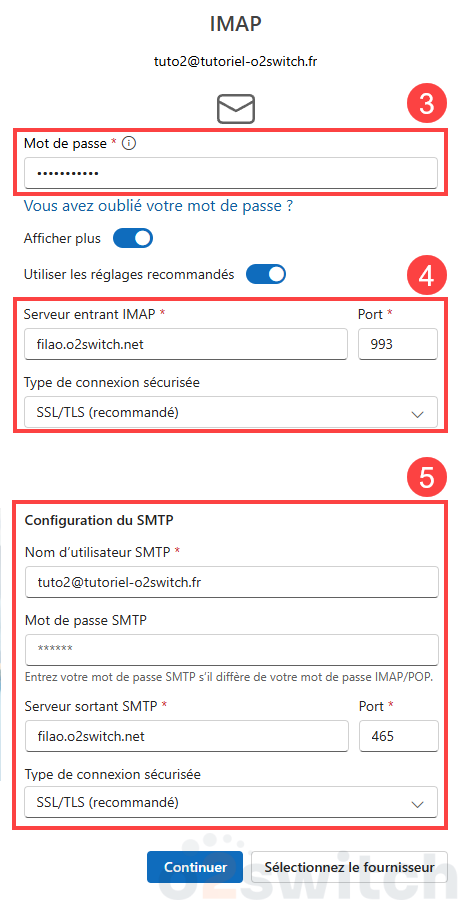 IMAP
tuto2@tutoriel-o2switch.fr
3
Mot de passe * i
•••••••••••
Vous avez oublié votre mot de passe ?
Afficher plus
Utiliser les réglages recommandés
4
Serveur entrant IMAP * Port *
filao.o2switch.net 993
Type de connexion sécurisée
SSL/TLS (recommandé)
5
Configuration du SMTP
Nom d'utilisateur SMTP *
tuto2@tutoriel-o2switch.fr
Mot de passe SMTP
******
Entrez votre mot de passe SMTP s'il diffère de votre mot de passe IMAP/POP.
Serveur sortant SMTP * Port *
filao.o2switch.net 465
Type de connexion sécurisée
SSL/TLS (recommandé)
Continuer Sélectionnez le fournisseur
o2switch